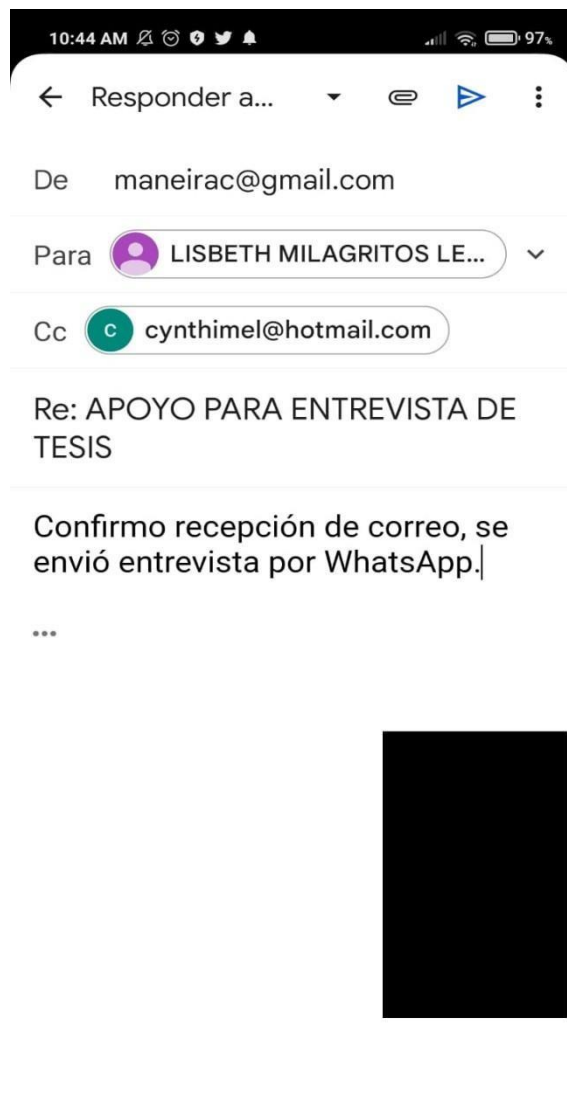 10:44 AM 97%
Responder a...
De maneirac@gmail.com
Para LISBETH MILAGRITOS LE...
Cc C cynthimel@hotmail.com
Re: APOYO PARA ENTREVISTA DE
TESIS
Confirmo recepción de correo, se
envió entrevista por WhatsApp.